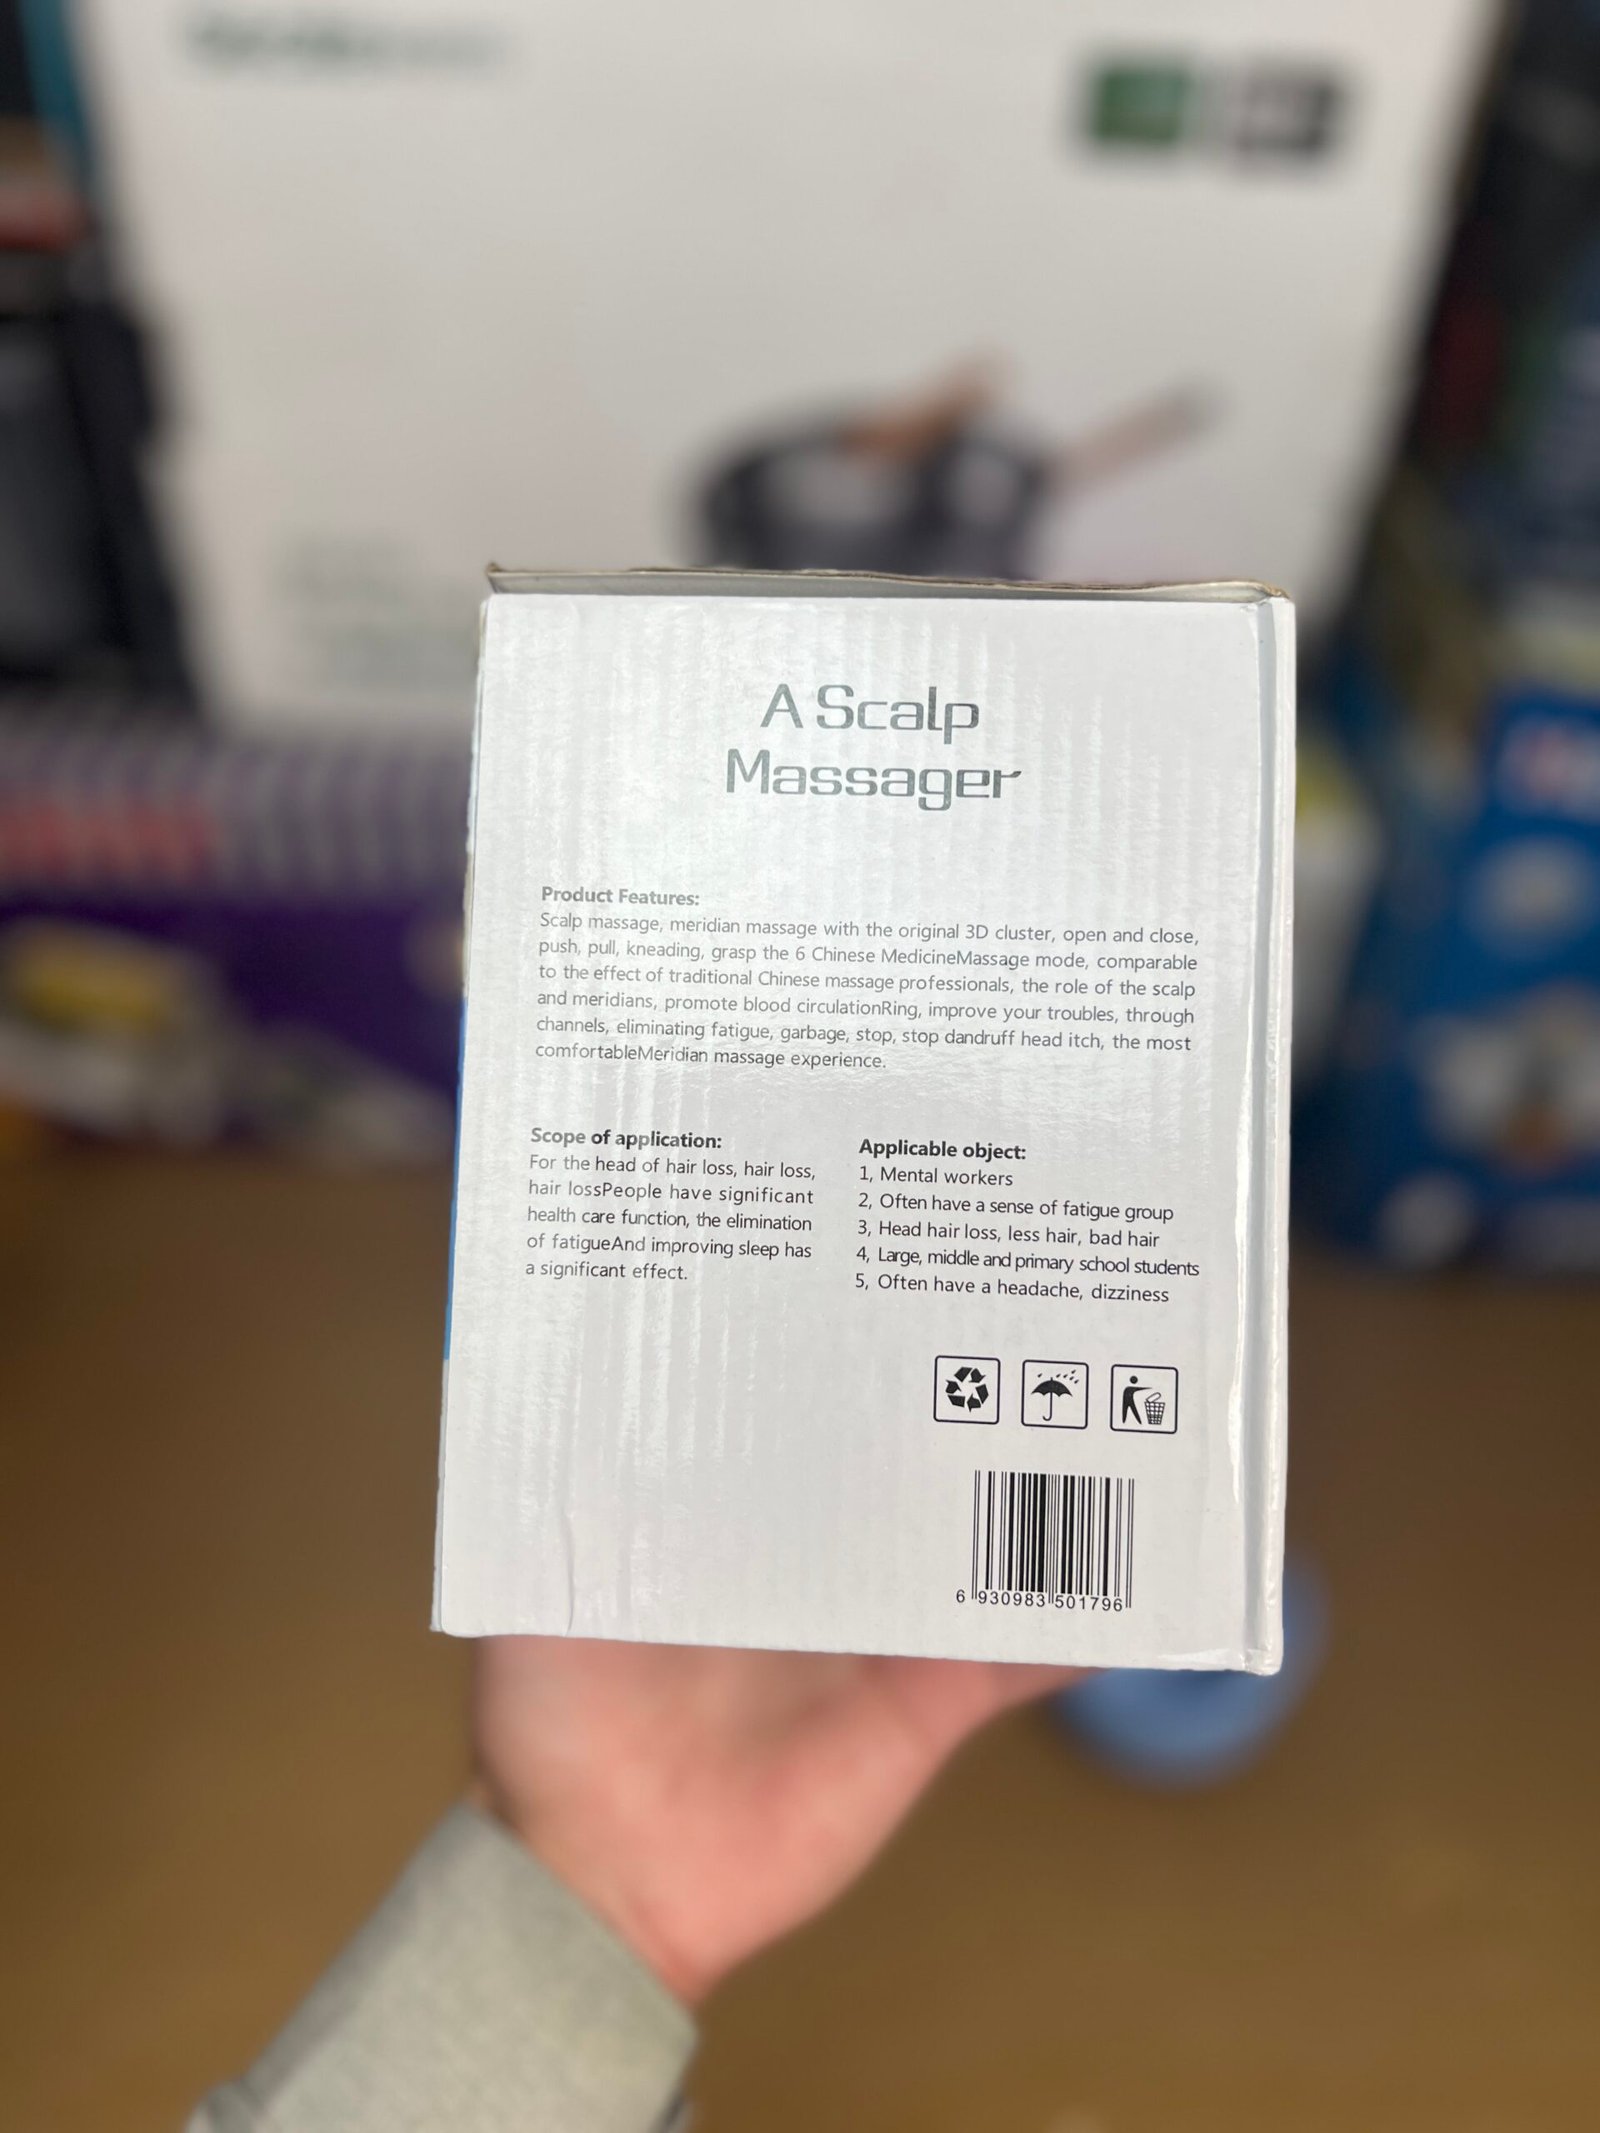 A Scalp
Massager
Product Features:
Scalp massage, meridian massage with the original 3D cluster, open and close,
push, pull, kneading, grasp the 6 Chinese MedicineMassage mode, comparable
to the effect of traditional Chinese massage professionals, the role of the scalp
and meridians, promote blood circulationRing, improve your troubles, through
channels, eliminating fatigue, garbage, stop, stop dandruff head itch, the most
comfortableMeridian massage experience.
Scope of application:
For the head of hair loss, hair loss,
hair lossPeople have significant
health care function, the elimination
of fatigueAnd improving sleep has
a significant effect.
Applicable object:
1, Mental workers
2, Often have a sense of fatigue group
3, Head hair loss, less hair, bad hair
4, Large, middle and primary school students
5, Often have a headache, dizziness
6 930983 501796